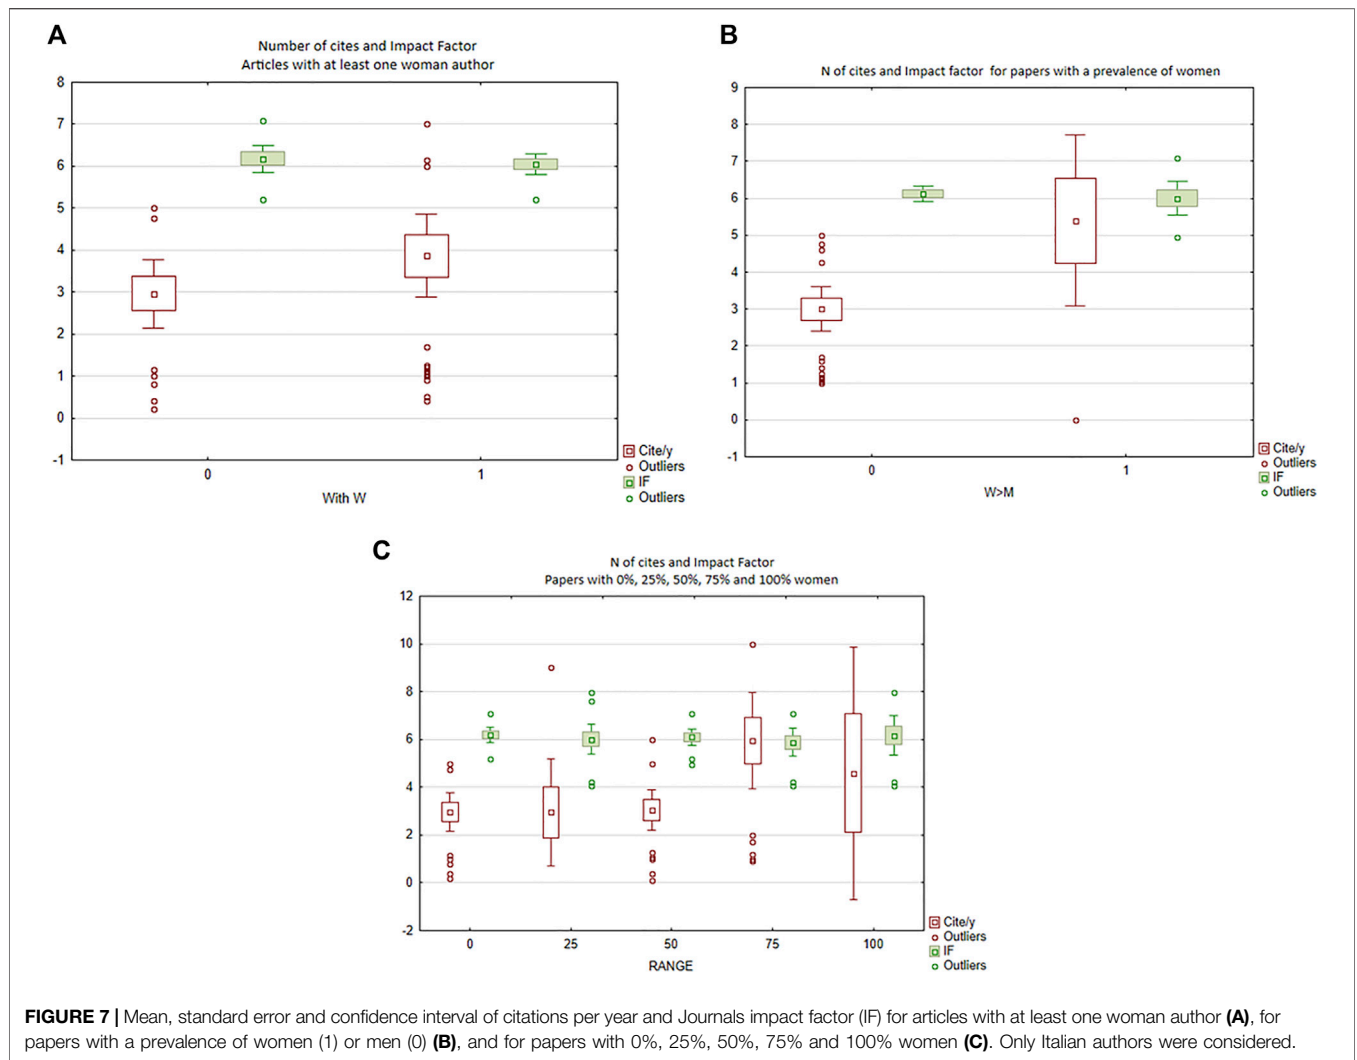 A
Number of cites and Impact Factor
Articles with at least one woman author
8
7
6
5
4
3
2
1
0
-1
0
1
With W
Cite/y
Outliers
IF
Outliers
B
N of cites and Impact factor for papers with a prevalence of women
9
8
7
6
5
4
3
2
1
0
-1
0
1
W>M
Cite/y
Outliers
IF
Outliers
C
N of cites and Impact Factor
Papers with 0%, 25%, 50%, 75% and 100% women
12
10
8
6
4
2
0
-2
0
25
50
75
100
RANGE
Cite/y
Outliers
IF
Outliers
FIGURE 7 | Mean, standard error and confidence interval of citations per year and Journals impact factor (IF) for articles with at least one woman author (A), for
papers with a prevalence of women (1) or men (0) (B), and for papers with 0%, 25%, 50%, 75% and 100% women (C). Only Italian authors were considered.